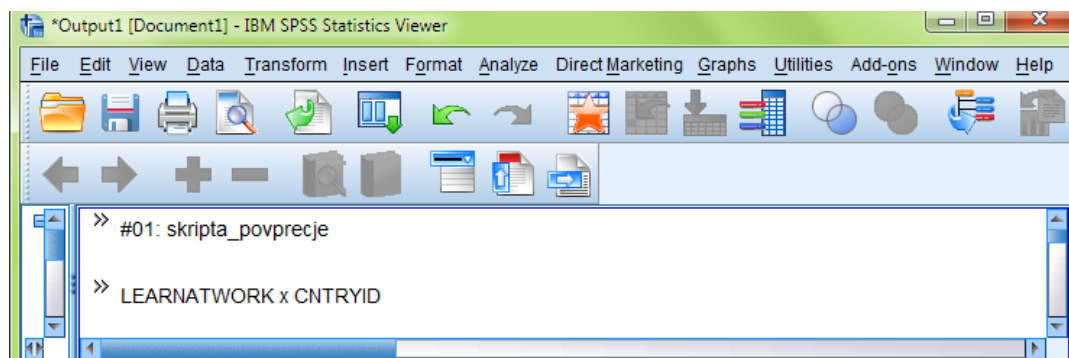 *Output1 [Document1] - IBM SPSS Statistics Viewer
File Edit View Data Transform Insert Format Analyze Direct Marketing Graphs Utilities Add-ons Window Help
» #01: skripta_povprecje
» LEARNATWORK x CNTRYID